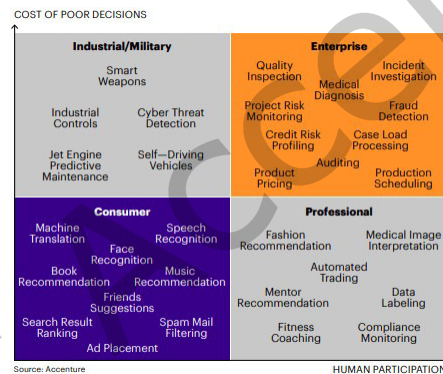 COST OF POOR DECISIONS
Industrial/Military
Smart
Weapons
Industrial
Controls
Cyber Threat
Detection
Jet Engine
Predictive
Maintenance
Self—Driving
Vehicles
Enterprise
Quality
Inspection
Incident
Investigation
Medical
Diagnosis
Project Risk
Monitoring
Fraud
Detection
Credit Risk
Profiling
Case Load
Processing
Auditing
Product
Pricing
Production
Scheduling
Consumer
Machine
Translation
Speech
Recognition
Face
Recognition
Book
Recommendation
Music
Recommendation
Friends
Suggestions
Search Result
Ranking
Spam Mail
Filtering
Ad Placement
Professional
Fashion
Recommendation
Medical Image
Interpretation
Automated
Trading
Mentor
Recommendation
Data
Labeling
Fitness
Coaching
Compliance
Monitoring
Source: Accenture
HUMAN PARTICIPATION
Acce